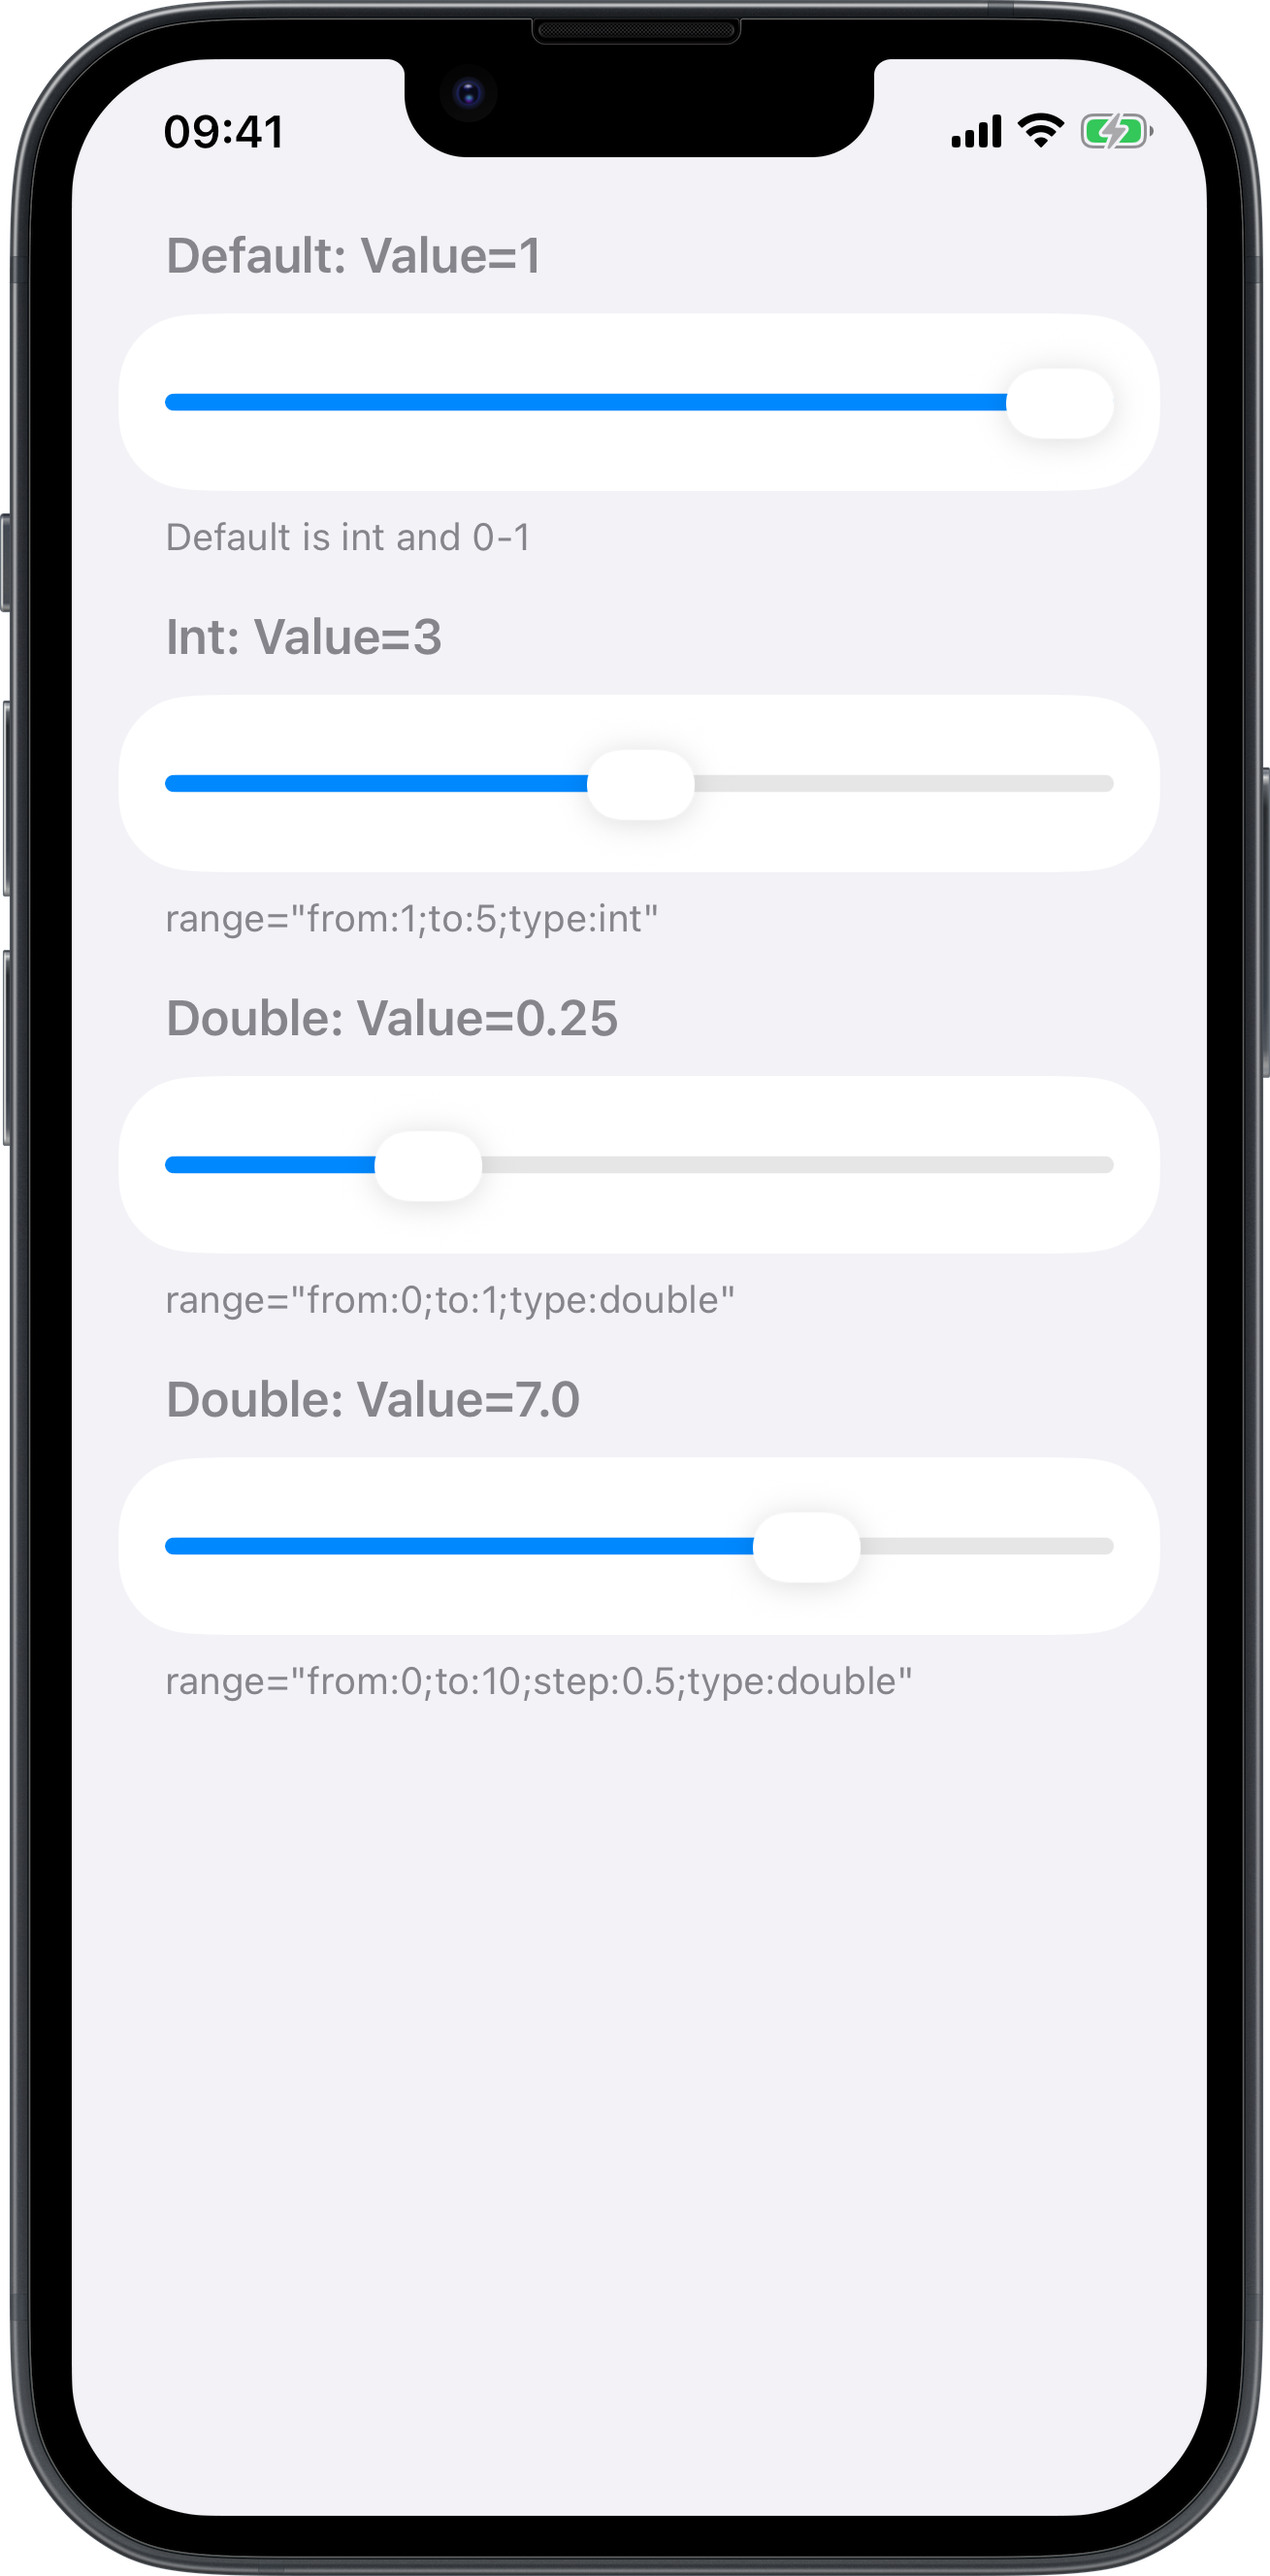 09:41
Default: Value=1
Default is int and 0-1
Int: Value=3
range="from:1;to:5;type:int"
Double: Value=0.25
range="from:0;to:1;type:double"
Double: Value=7.0
range="from:0;to:10;step:0.5;type:double"